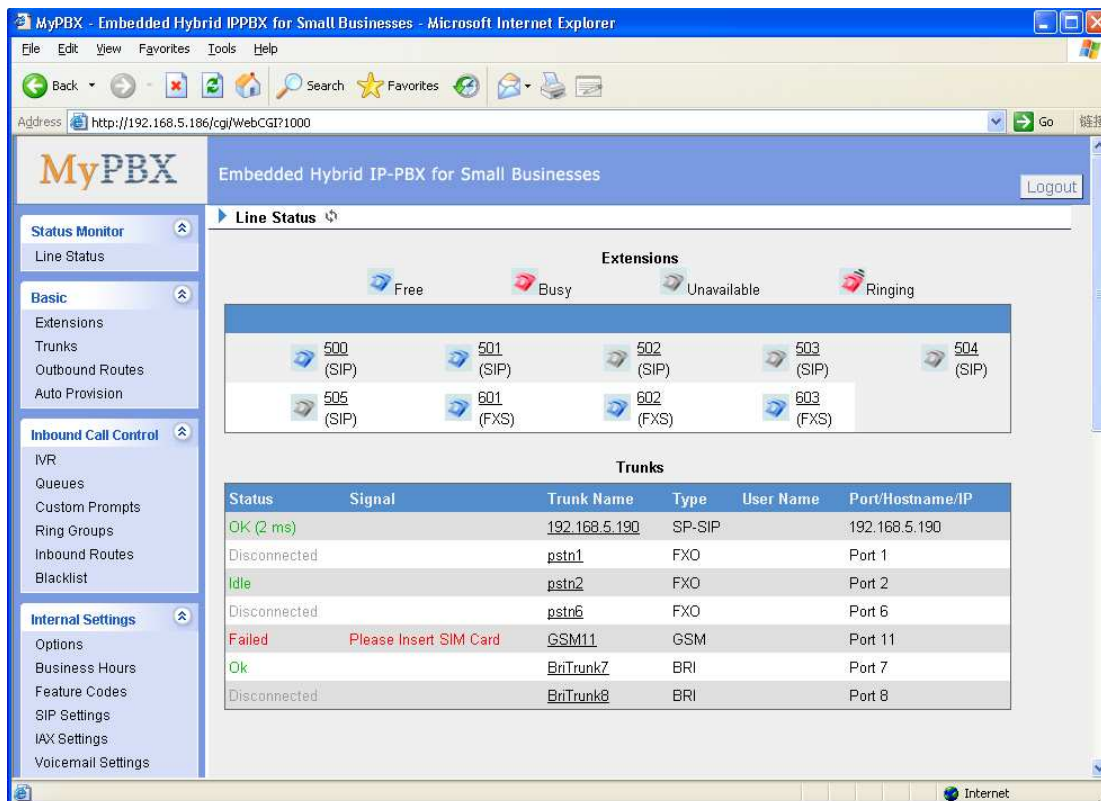 MyPBX - Embedded Hybrid IPPBX for Small Businesses - Microsoft Internet Explorer
File Edit View Favorites Tools Help
Back Search Favorites
Address http://192.168.5.186/cgi/WebCGI?1000 Go 链接
MyPBX Embedded Hybrid IP-PBX for Small Businesses
Logout
Status Monitor
Line Status
Basic
Extensions
Trunks
Outbound Routes
Auto Provision
Inbound Call Control
IVR
Queues
Custom Prompts
Ring Groups
Inbound Routes
Blacklist
Internal Settings
Options
Business Hours
Feature Codes
SIP Settings
IAX Settings
Voicemail Settings
Line Status
Extensions
Free Busy Unavailable Ringing
500 501 502 503 504
(SIP) (SIP) (SIP) (SIP) (SIP)
505 601 602 603
(SIP) (FXS) (FXS) (FXS)
Trunks
Status Signal Trunk Name Type User Name Port/Hostname/IP
OK (2 ms) 192.168.5.190 SP-SIP 192.168.5.190
Disconnected pstn1 FXO Port 1
Idle pstn2 FXO Port 2
Disconnected pstn6 FXO Port 6
Failed Please Insert SIM Card GSM11 GSM Port 11
Ok BriTrunk7 BRI Port 7
Disconnected BriTrunk8 BRI Port 8
Internet